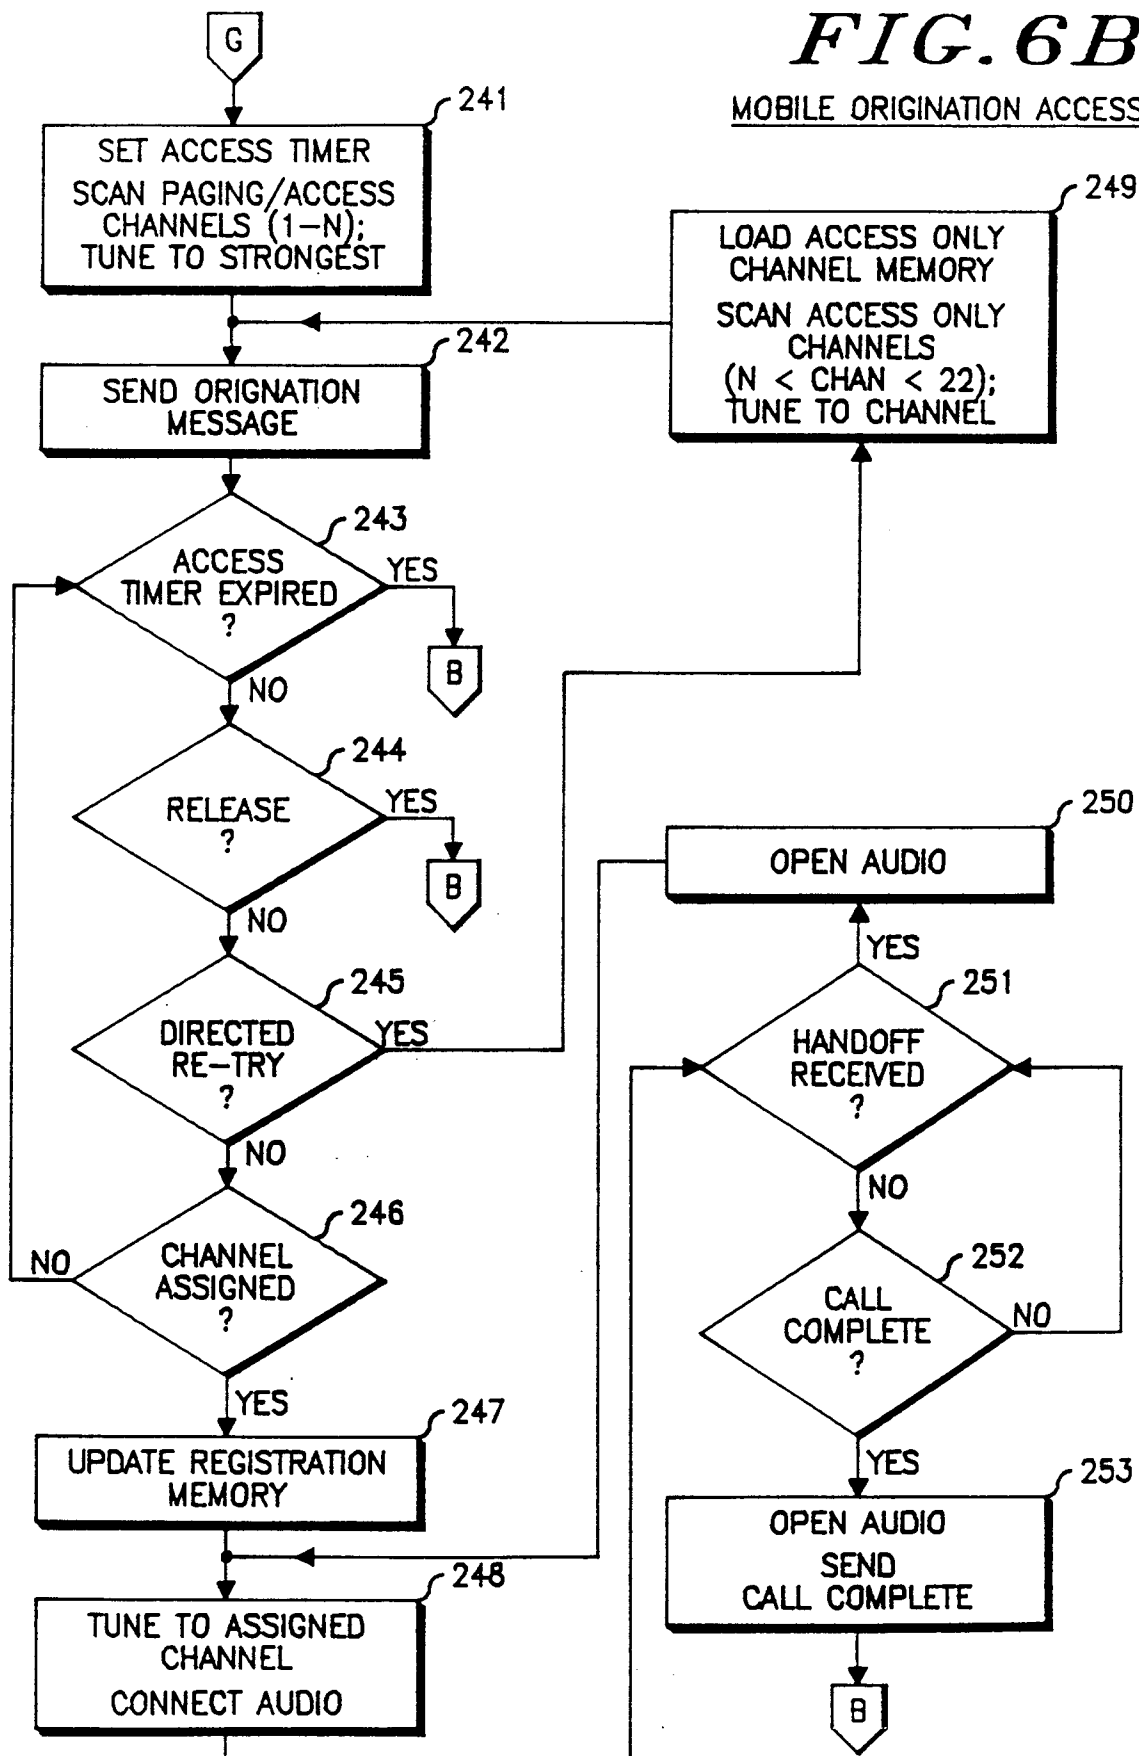 FIG. 6B
MOBILE ORIGINATION ACCESS
G
241
SET ACCESS TIMER
SCAN PAGING/ACCESS
CHANNELS (1-N);
TUNE TO STRONGEST
242
SEND ORIGNATION
MESSAGE
243
ACCESS
TIMER EXPIRED
?
YES
B
NO
244
RELEASE
?
YES
B
NO
245
DIRECTED
RE-TRY
?
YES
NO
246
CHANNEL
ASSIGNED
?
NO
YES
247
UPDATE REGISTRATION
MEMORY
248
TUNE TO ASSIGNED
CHANNEL
CONNECT AUDIO
249
LOAD ACCESS ONLY
CHANNEL MEMORY
SCAN ACCESS ONLY
CHANNELS
(N < CHAN < 22);
TUNE TO CHANNEL
250
OPEN AUDIO
YES
251
HANDOFF
RECEIVED
?
NO
252
CALL
COMPLETE
?
NO
YES
253
OPEN AUDIO
SEND
CALL COMPLETE
B